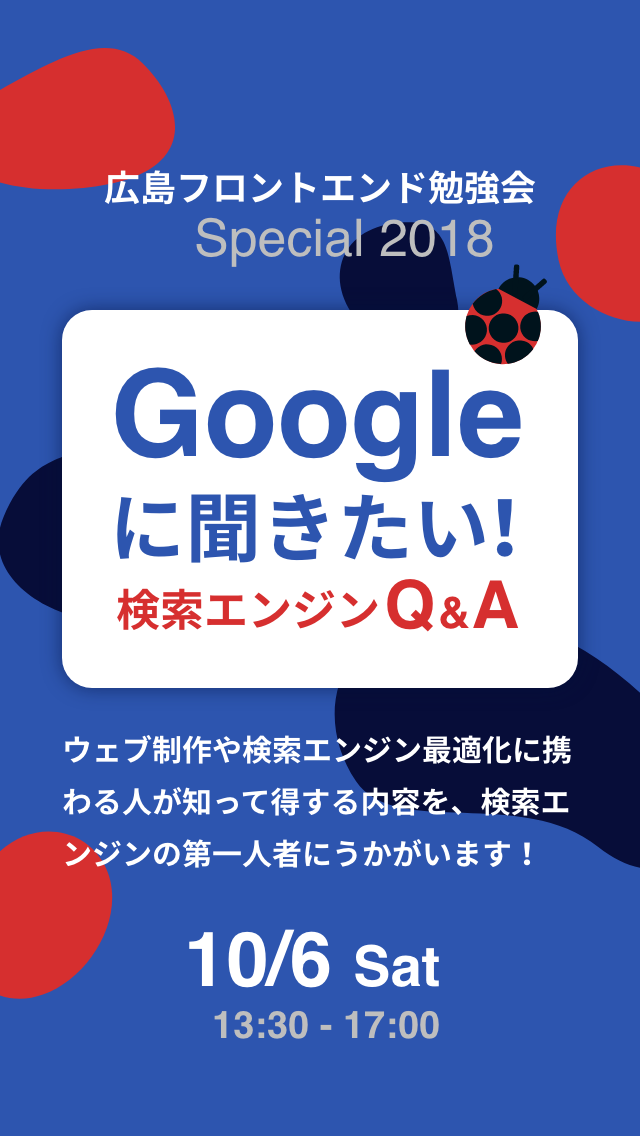 広島フロントエンド勉強会
Special 2018
Google
に聞きたい!
検索エンジンQ&A
ウェブ制作や検索エンジン最適化に携
わる人が知って得する内容を、検索エ
ンジンの第一人者にうかがいます！
10/6 Sat
13:30 - 17:00